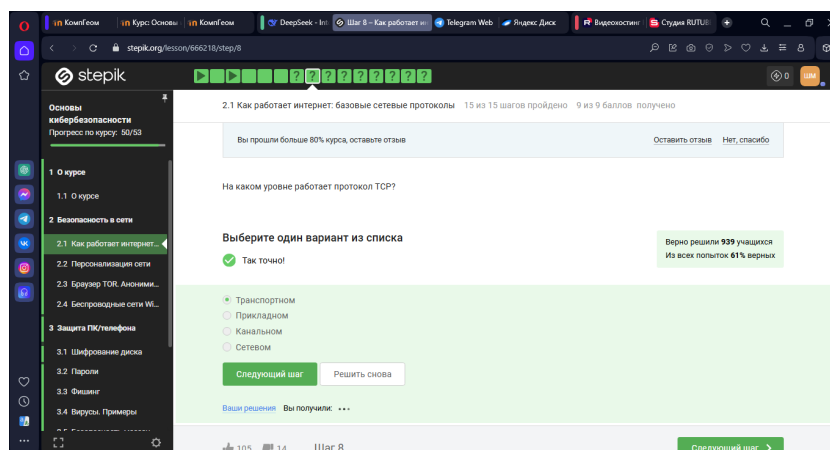 КомпГеом
Курс: Основы
КомпГеом
DeepSeek - Int
Шаг 8 – Как работает ин
Telegram Web
Яндекс Диск
Видеохостинг
Студия RUTUB
stepik.org/lesson/666218/step/8
stepik
0
ШМ
Основы
кибербезопасности
Прогресс по курсу: 50/53
1 О курсе
1.1 О курсе
2 Безопасность в сети
2.1 Как работает интернет...
2.2 Персонализация сети
2.3 Браузер TOR. Аноними...
2.4 Беспроводные сети Wi...
3 Защита ПК/телефона
3.1 Шифрование диска
3.2 Пароли
3.3 Фишинг
3.4 Вирусы. Примеры
2.1 Как работает интернет: базовые сетевые протоколы 15 из 15 шагов пройдено 9 из 9 баллов получено
Вы прошли больше 80% курса, оставьте отзыв
Оставить отзыв Нет, спасибо
На каком уровне работает протокол TCP?
Выберите один вариант из списка
Так точно!
Верно решили 939 учащихся
Из всех попыток 61% верных
Транспортном
Прикладном
Канальном
Сетевом
Следующий шаг
Решить снова
Ваши решения Вы получили:
105 14 Шаг 8
Следующий шаг